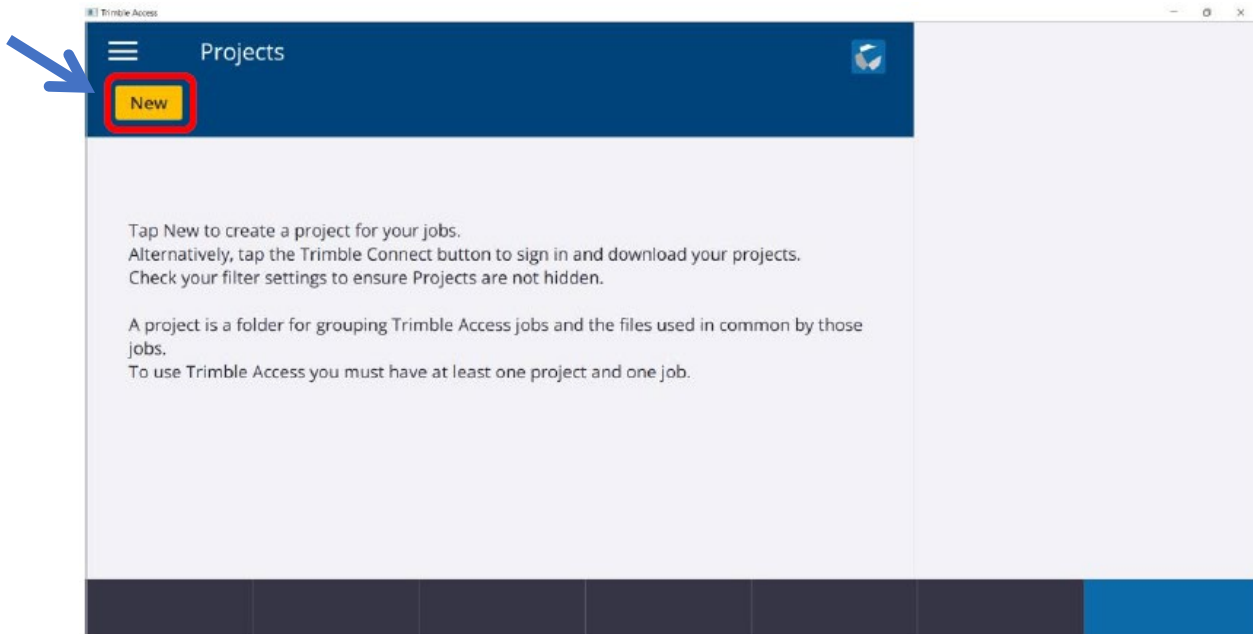 Trimble Access
Projects
New
Tap New to create a project for your jobs.
Alternatively, tap the Trimble Connect button to sign in and download your projects.
Check your filter settings to ensure Projects are not hidden.
A project is a folder for grouping Trimble Access jobs and the files used in common by those
jobs.
To use Trimble Access you must have at least one project and one job.